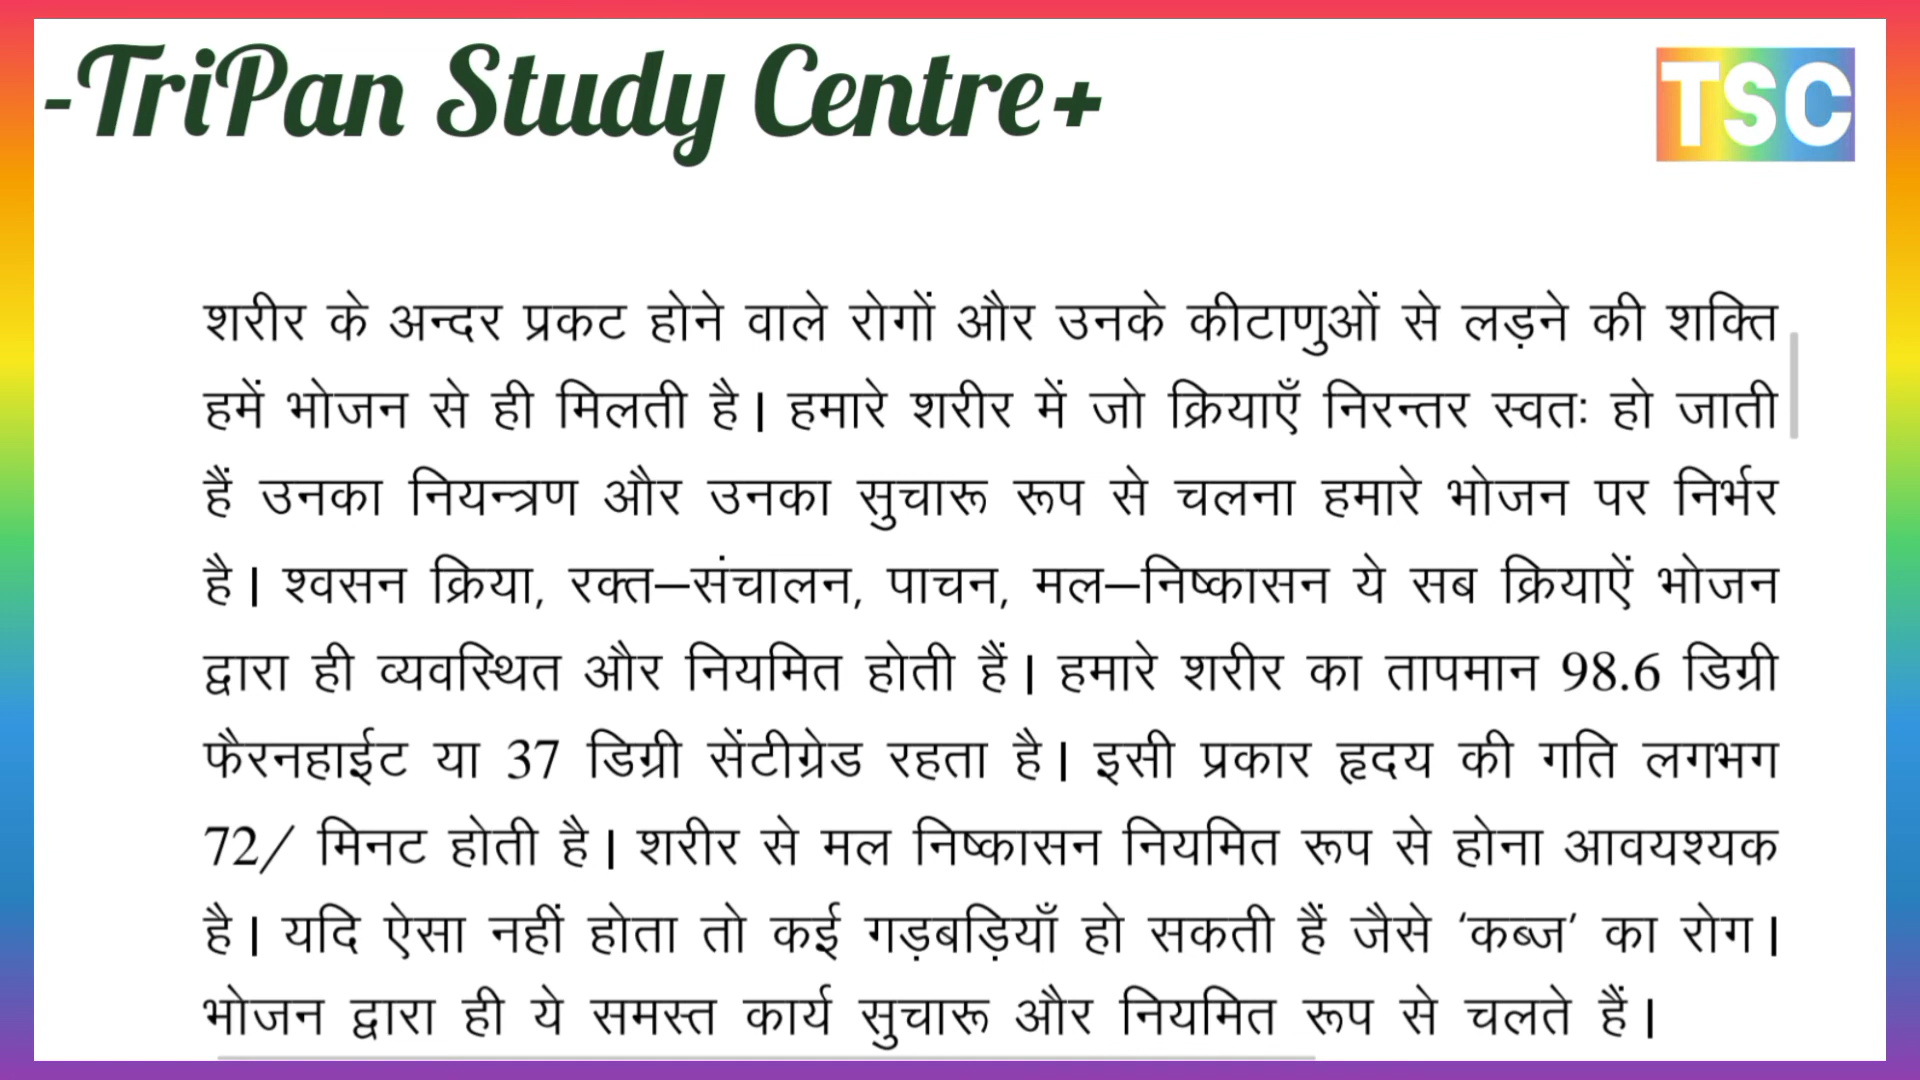 -TriPan Study Centre+
TSC
शरीर के अन्दर प्रकट होने वाले रोगों और उनके कीटाणुओं से लड़ने की शक्ति
हमें भोजन से ही मिलती है। हमारे शरीर में जो क्रियाएँ निरन्तर स्वतः हो जाती
हैं उनका नियन्त्रण और उनका सुचारू रूप से चलना हमारे भोजन पर निर्भर
है। श्वसन क्रिया, रक्त–संचालन, पाचन, मल–निष्कासन ये सब क्रियाऐं भोजन
द्वारा ही व्यवस्थित और नियमित होती हैं। हमारे शरीर का तापमान 98.6 डिग्री
फैरनहाईट या 37 डिग्री सेंटीग्रेड रहता है। इसी प्रकार हृदय की गति लगभग
72/ मिनट होती है। शरीर से मल निष्कासन नियमित रूप से होना आवयश्यक
है। यदि ऐसा नहीं होता तो कई गड़बड़ियाँ हो सकती हैं जैसे ‘कब्ज’ का रोग।
भोजन द्वारा ही ये समस्त कार्य सुचारू और नियमित रूप से चलते हैं।